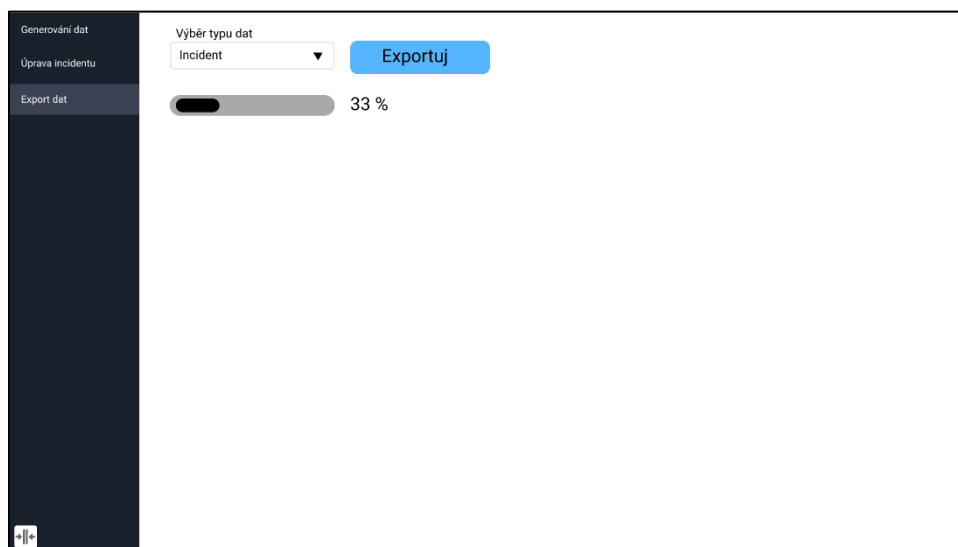 Generování dat
Úprava incidentu
Export dat
Výběr typu dat
Incident
Exportuj
33 %